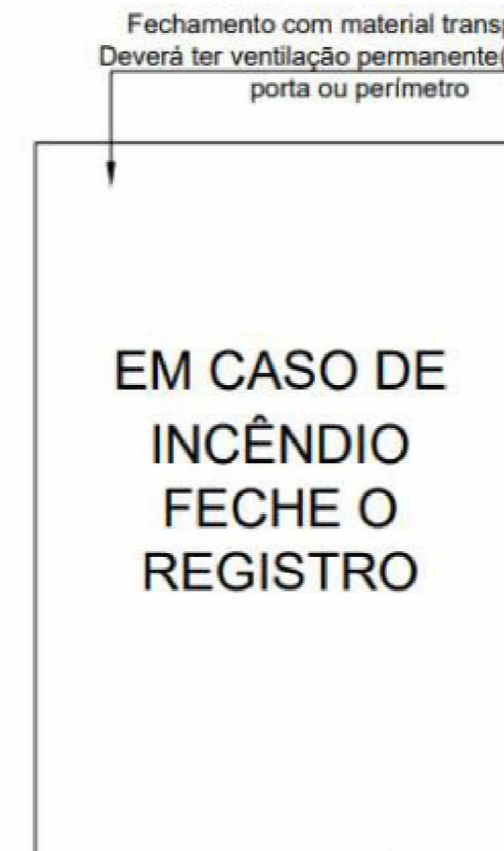 Fechamento com material
Deverá ter ventilação permanente
porta ou perímetro
EM CASO DE
INCÊNDIO
FECHE O
REGISTRO